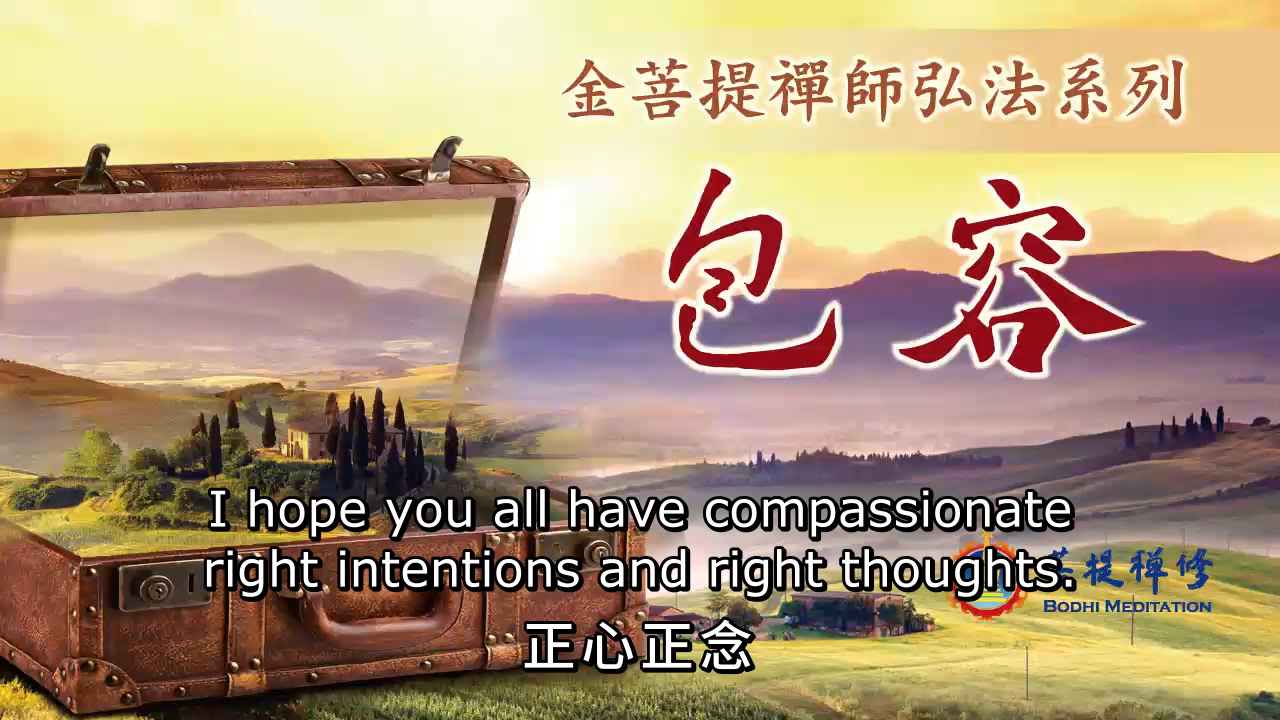 金菩提禪師弘法系列
包容
I hope you all have compassionate
right intentions and right thoughts.
菩提禪修
BODHI MEDITATION
正心正念